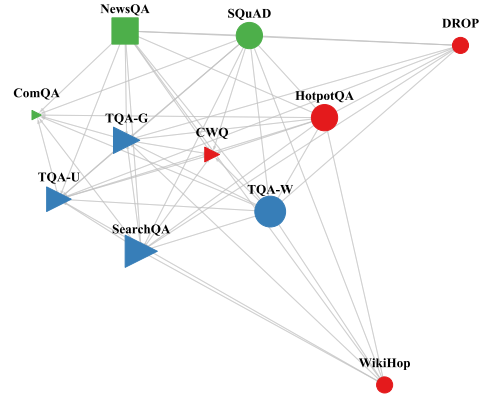 NewsQA
SQuAD
DROP
ComQA
HotpotQA
TQA-G
CWQ
TQA-U
TQA-W
SearchQA
WikiHop